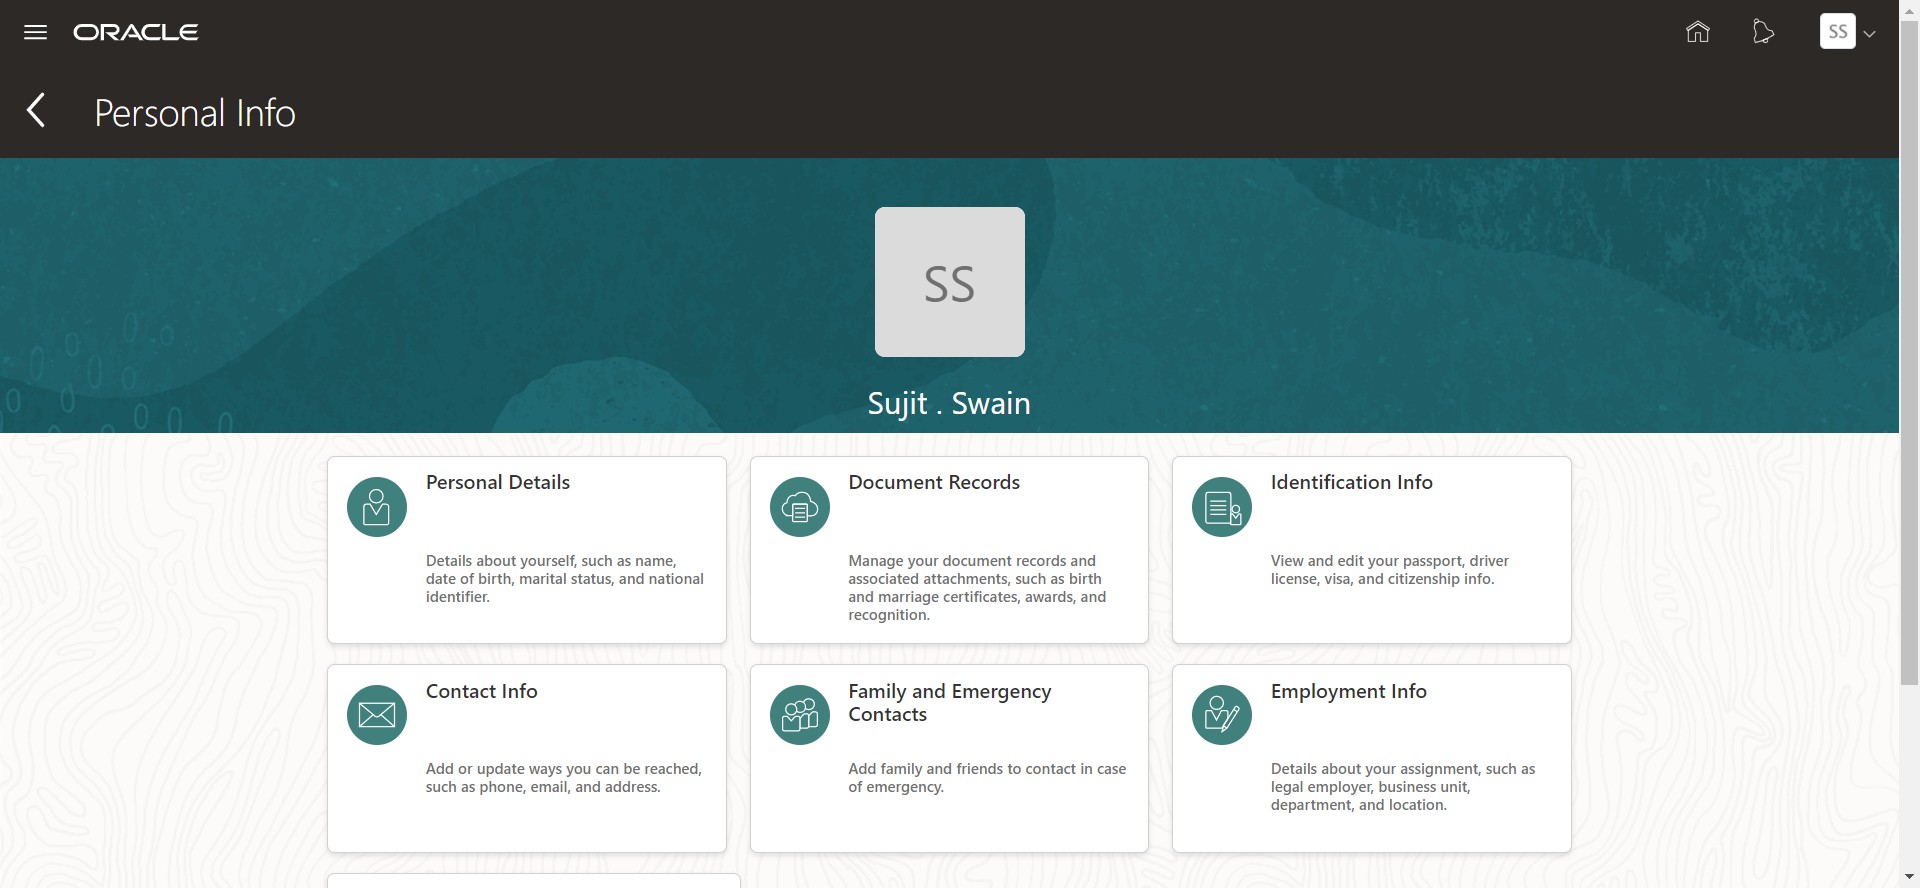 ORACLE
SS
Personal Info
SS
Sujit . Swain
Personal Details
Details about yourself, such as name,
date of birth, marital status, and national
identifier.
Document Records
Manage your document records and
associated attachments, such as birth
and marriage certificates, awards, and
recognition.
Identification Info
View and edit your passport, driver
license, visa, and citizenship info.
Contact Info
Add or update ways you can be reached,
such as phone, email, and address.
Family and Emergency
Contacts
Add family and friends to contact in case
of emergency.
Employment Info
Details about your assignment, such as
legal employer, business unit,
department, and location.